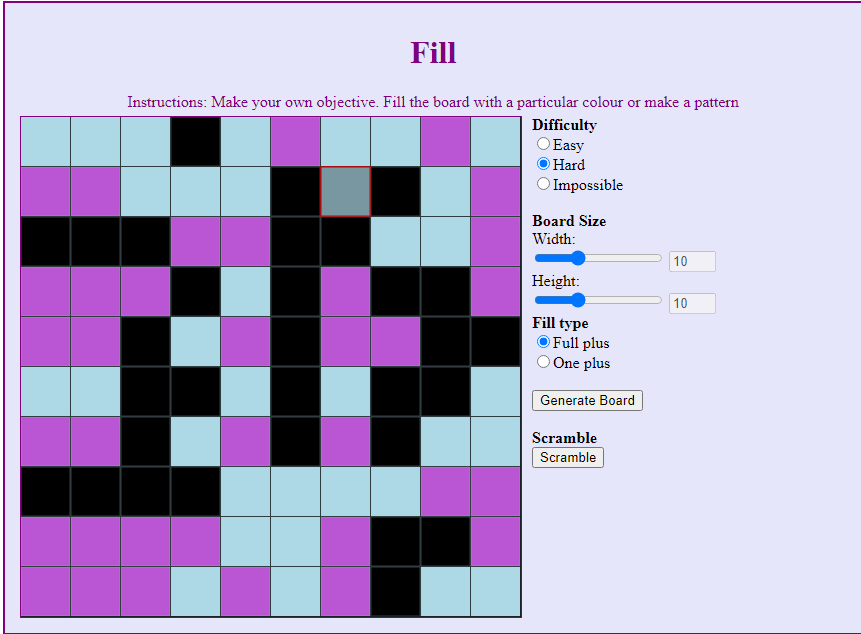 Fill
Instructions: Make your own objective. Fill the board with a particular colour or make a pattern
Difficulty
Easy
Hard
Impossible
Board Size
Width:
10
Height:
10
Fill type
Full plus
One plus
Generate Board
Scramble
Scramble